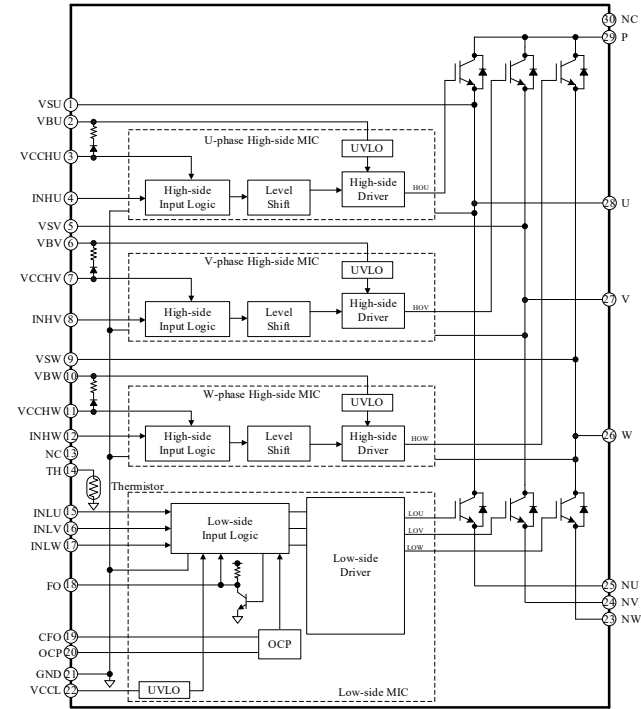 30 NC
29 P
VSU 1
VBU 2
U-phase High-side MIC
UVLO
VCCHU 3
High-side
Input Logic
Level
Shift
High-side
Driver
HOU
INHU 4
28 U
VSV 5
VBV 6
V-phase High-side MIC
UVLO
VCCHV 7
High-side
Input Logic
Level
Shift
High-side
Driver
HOV
27 V
INHV 8
VSW 9
VBW 10
W-phase High-side MIC
UVLO
VCCHW 11
High-side
Input Logic
Level
Shift
High-side
Driver
HOW
INHW 12
26 W
NC 13
TH 14
Thermistor
INLU 15
INLV 16
INLW 17
Low-side
Input Logic
Low-side
Driver
LOU
LOV
LOW
FO 18
25 NU
24 NV
23 NW
CFO 19
OCP 20
OCP
GND 21
VCCL 22
UVLO
Low-side MIC